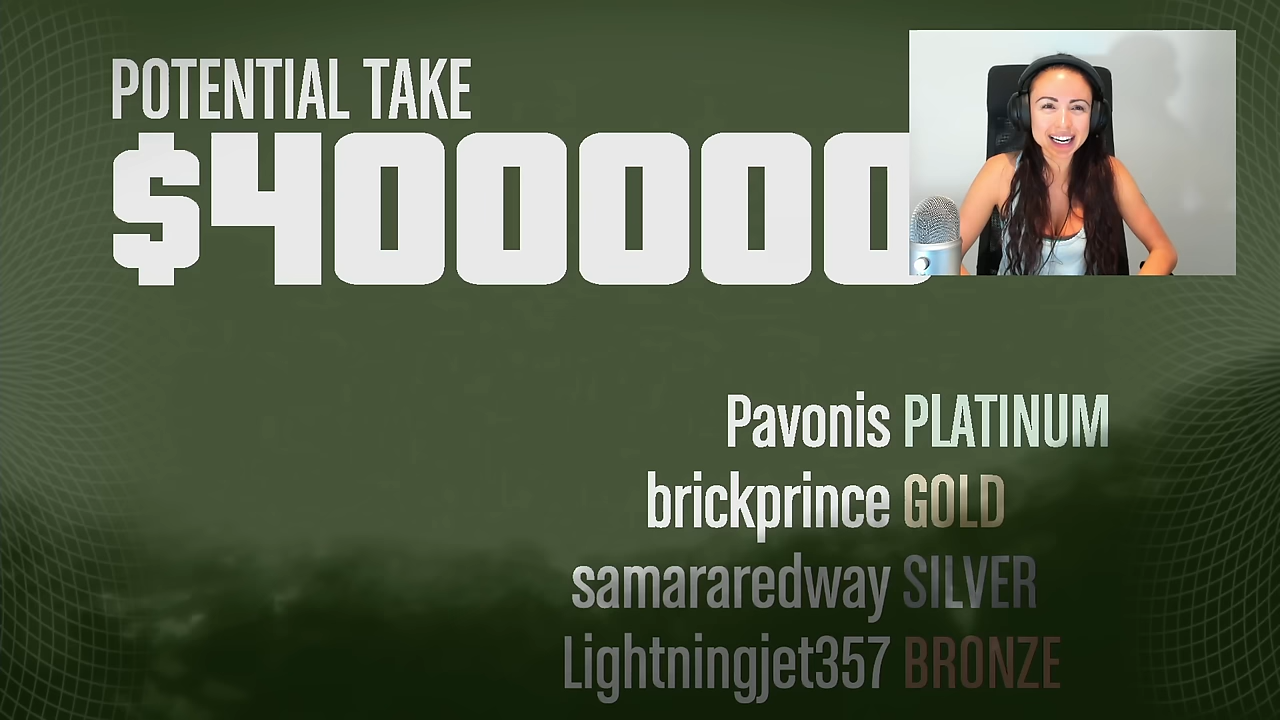 POTENTIAL TAKE
$400000
Pavonis PLATINUM
brickprince GOLD
samararedway SILVER
Lightningjet357 BRONZE